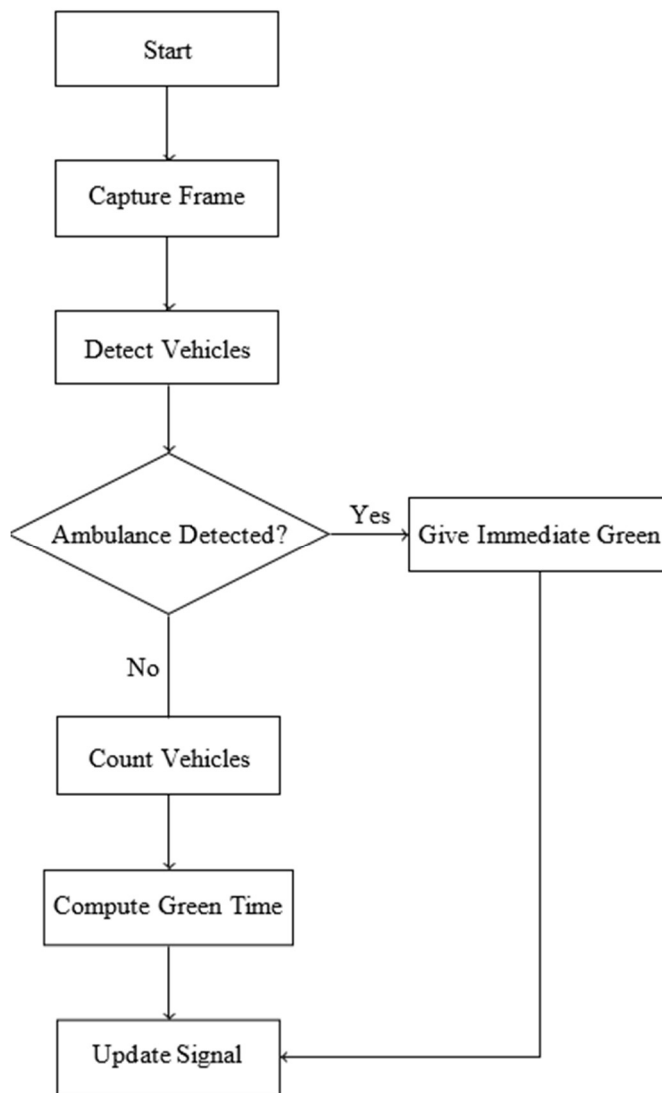 Start
Capture Frame
Detect Vehicles
Ambulance Detected?
Yes
Give Immediate Green
No
Count Vehicles
Compute Green Time
Update Signal